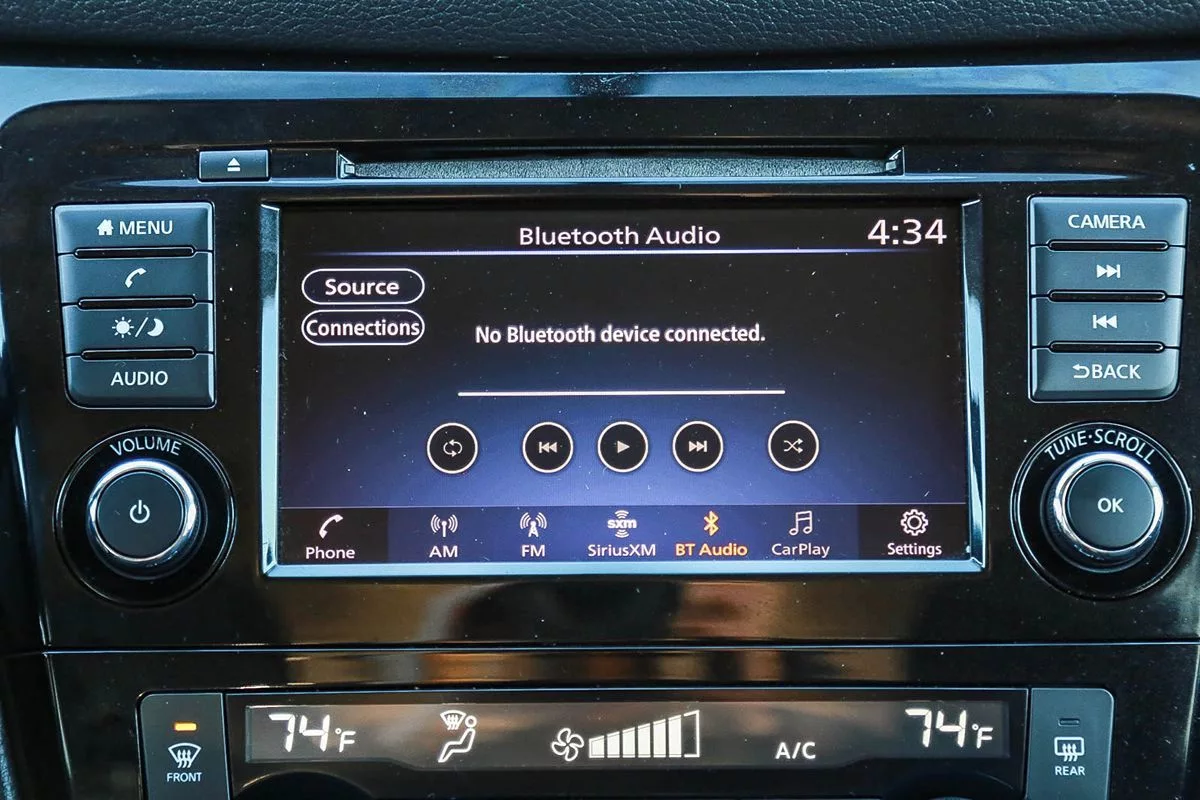 MENU
AUDIO
VOLUME
Bluetooth Audio
4:34
Source
Connections
No Bluetooth device connected.
Phone
AM
FM
sxm
SiriusXM
BT Audio
CarPlay
Settings
CAMERA
BACK
TUNE·SCROLL
OK
FRONT
74°F
A/C
74°F
REAR